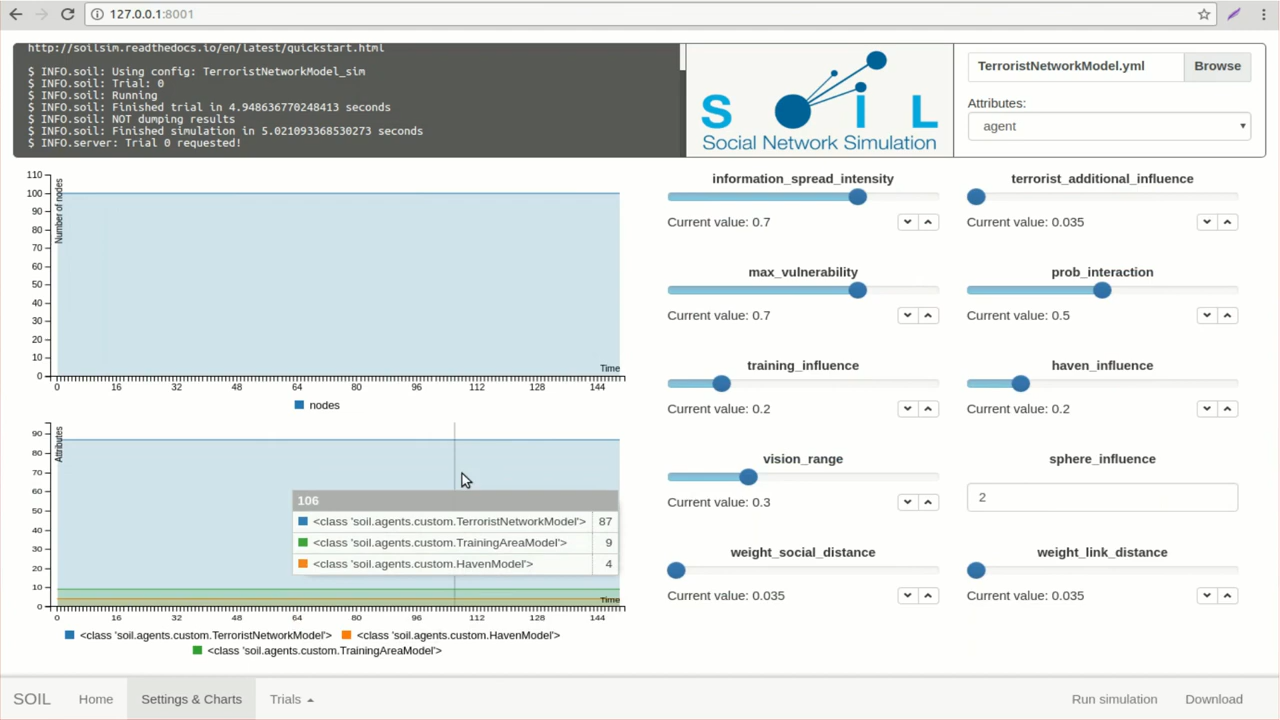 127.0.0.1:8001
http://soilsim.readthedocs.io/en/latest/quickstart.html
$ INFO.soil: Using config: TerroristNetworkModel_sim
$ INFO.soil: Trial: 0
$ INFO.soil: Running
$ INFO.soil: Finished trial in 4.948636770248413 seconds
$ INFO.soil: NOT dumping results
$ INFO.soil: Finished simulation in 5.021093368530273 seconds
$ INFO.server: Trial 0 requested!
S O I L
Social Network Simulation
TerroristNetworkModel.yml Browse
Attributes:
agent
110
100
90
80
70
60
50
40
30
20
10
0
Number of nodes
Time
0 16 32 48 64 80 96 112 128 144
nodes
90
80
70
60
50
40
30
20
10
0
Attributes
106
<class 'soil.agents.custom.TerroristNetworkModel'> 87
<class 'soil.agents.custom.TrainingAreaModel'> 9
<class 'soil.agents.custom.HavenModel'> 4
Time
0 16 32 48 64 80 96 112 128 144
<class 'soil.agents.custom.TerroristNetworkModel'> <class 'soil.agents.custom.HavenModel'>
<class 'soil.agents.custom.TrainingAreaModel'>
information_spread_intensity
Current value: 0.7
terrorist_additional_influence
Current value: 0.035
max_vulnerability
Current value: 0.7
prob_interaction
Current value: 0.5
training_influence
Current value: 0.2
haven_influence
Current value: 0.2
vision_range
Current value: 0.3
sphere_influence
2
weight_social_distance
Current value: 0.035
weight_link_distance
Current value: 0.035
SOIL Home Settings & Charts Trials Run simulation Download